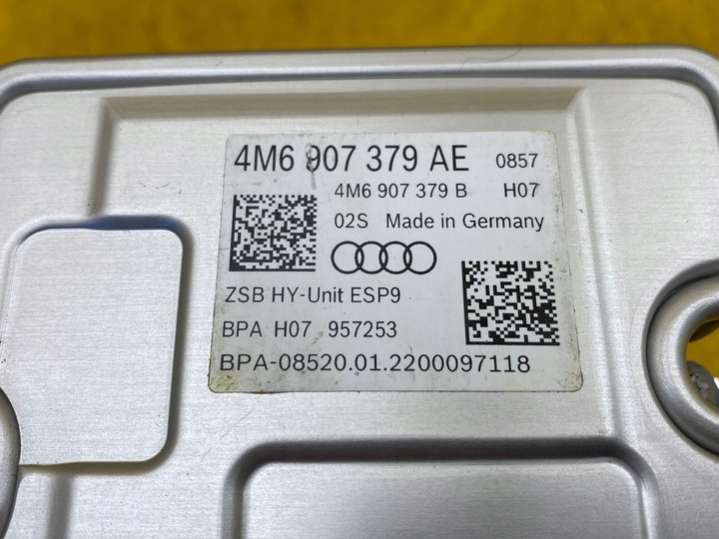 4M6 907 379 AE 0857
4M6 907 379 B H07
02S Made in Germany
ZSB HY-Unit ESP9
BPA H07 957253
BPA-08520.01.2200097118